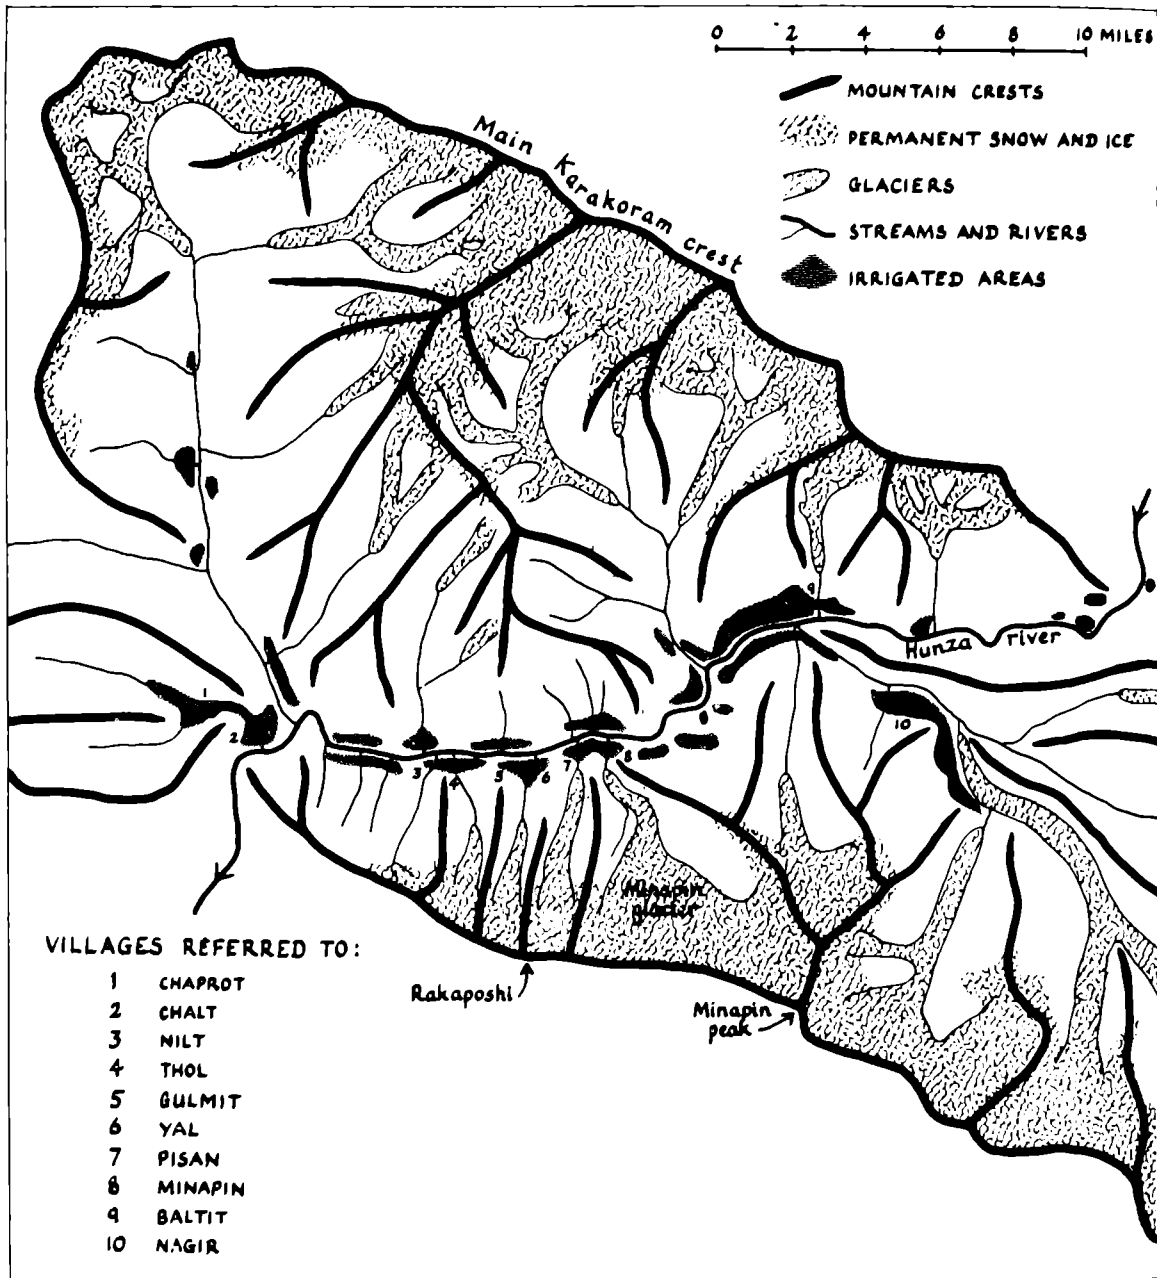 0 2 4 6 8 10 MILES
MOUNTAIN CRESTS
PERMANENT SNOW AND ICE
GLACIERS
STREAMS AND RIVERS
IRRIGATED AREAS
Main Karakoram crest
9
Hunza river
1
2
10
3
4
5
6
7
8
Minapin
glacier
Rakaposhi
Minapin
peak
VILLAGES REFERRED TO:
1 CHAPROT
2 CHALT
3 NILT
4 THOL
5 GULMIT
6 YAL
7 PISAN
8 MINAPIN
9 BALTIT
10 NAGIR